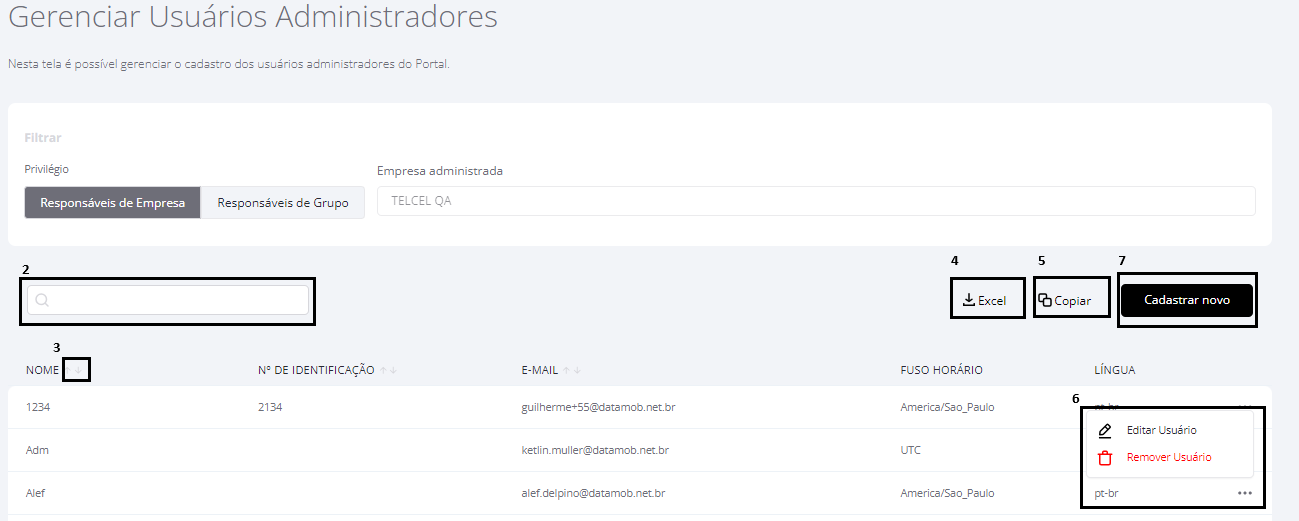 Gerenciar Usuários Administradores
Nesta tela é possível gerenciar o cadastro dos usuários administradores do Portal.
Filtrar
Privilégio
Empresa administrada
Responsáveis de Empresa
Responsáveis de Grupo
TELCEL QA
2
4
5
7
Excel
Copiar
Cadastrar novo
3
NOME
Nº DE IDENTIFICAÇÃO
E-MAIL
FUSO HORÁRIO
LÍNGUA
1234
2134
guilherme+55@datamob.net.br
America/Sao_Paulo
6
Editar Usuário
Adm
ketlin.muller@datamob.net.br
UTC
Remover Usuário
Alef
alef.delpino@datamob.net.br
America/Sao_Paulo
pt-br